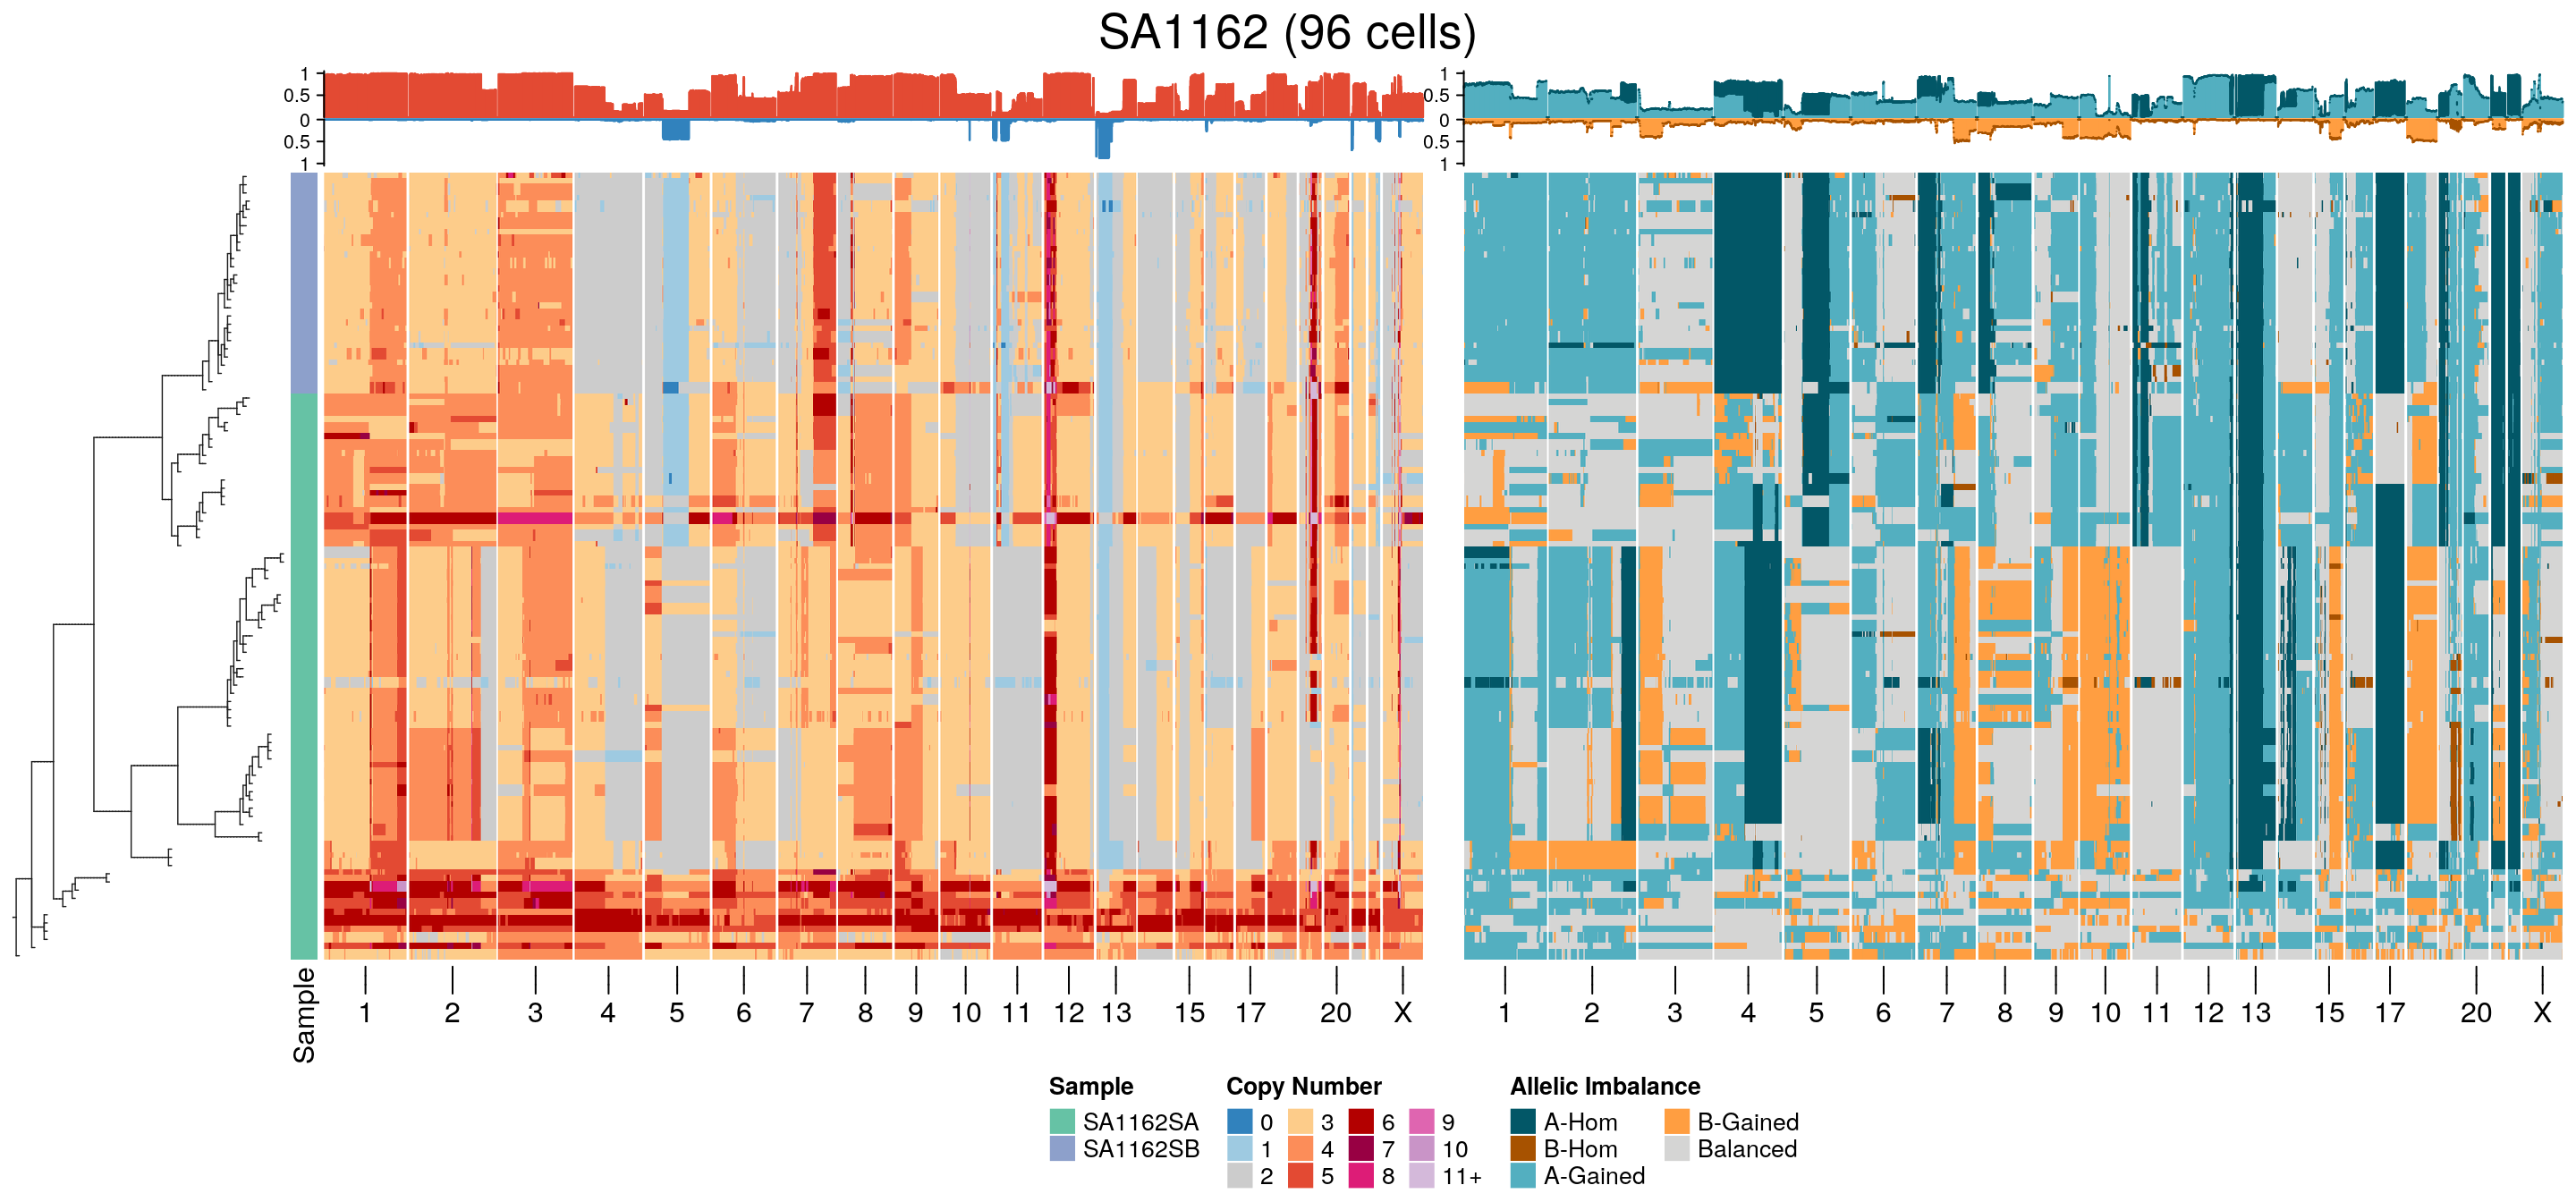 SA1162 (96 cells)
1
0.5
0
0.5
1
1
0.5
0
0.5
1
Sample
1 2 3 4 5 6 7 8 9 10 11 12 13 15 17 20 X
1 2 3 4 5 6 7 8 9 10 11 12 13 15 17 20 X
Sample
SA1162SA
SA1162SB
Copy Number
0 3 6 9
1 4 7 10
2 5 8 11+
Allelic Imbalance
A-Hom B-Gained
B-Hom Balanced
A-Gained